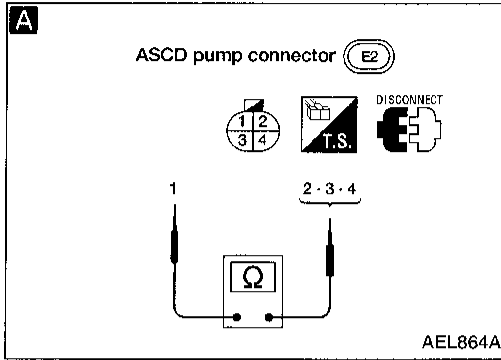 A
ASCD pump connector E2
DISCONNECT
1 2
3 4
T.S.
1 2 · 3 · 4
Ω
AEL864A